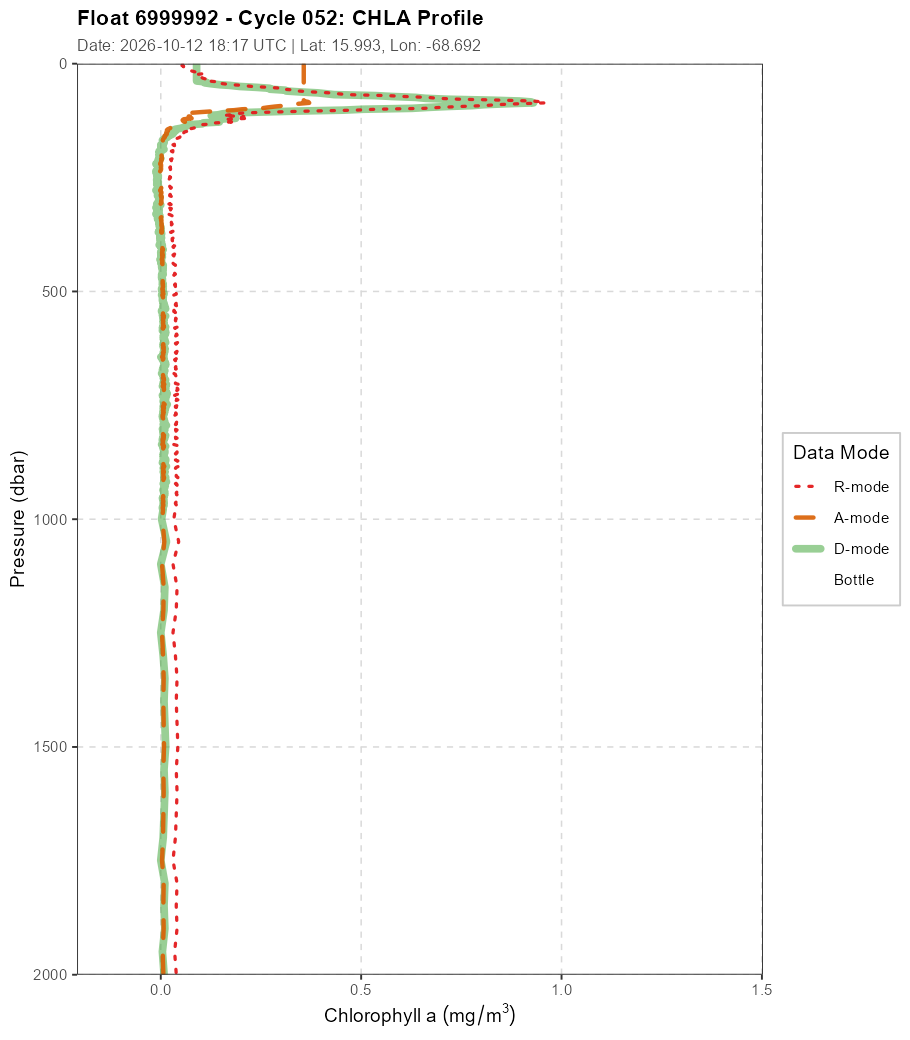 Float 6999992 - Cycle 052: CHLA Profile
Date: 2026-10-12 18:17 UTC | Lat: 15.993, Lon: -68.692
0
500
1000
1500
2000
Pressure (dbar)
0.0 0.5 1.0 1.5
Chlorophyll a (mg/m³)
Data Mode
R-mode
A-mode
D-mode
Bottle